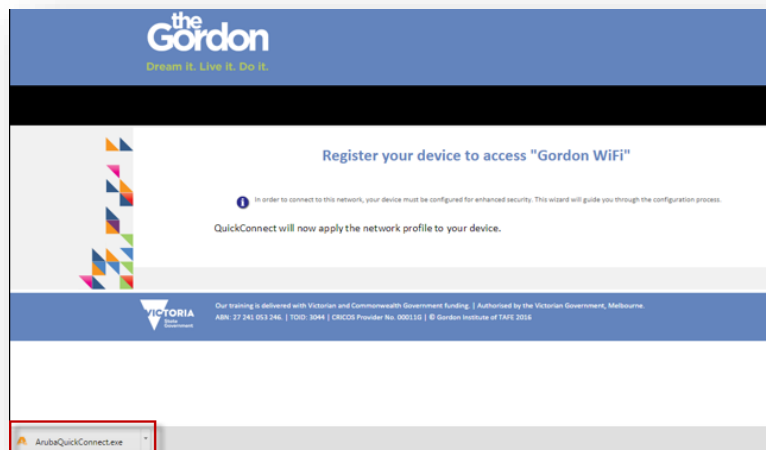 the
Gordon
Dream it. Live it. Do it.
Register your device to access "Gordon WiFi"
In order to connect to this network, your device must be configured for enhanced security. This wizard will guide you through the configuration process.
QuickConnect will now apply the network profile to your device.
VICTORIA
State
Government
Our training is delivered with Victorian and Commonwealth Government funding. | Authorised by the Victorian Government, Melbourne.
ABN: 27 241 053 246. | TOID: 3044 | CRICOS Provider No. 00011G | © Gordon Institute of TAFE 2016
ArubaQuickConnect.exe